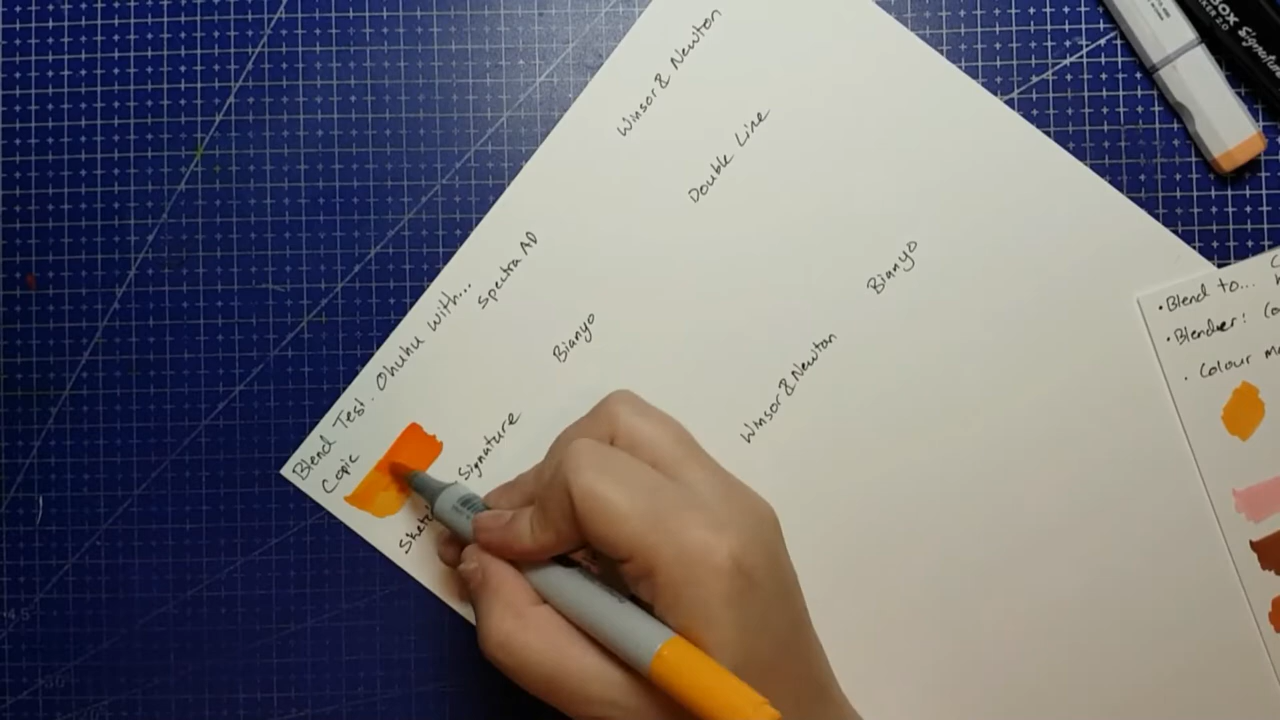 Blend Test. Ohuhu with...
Copic
Spectra AD
Winsor & Newton
Bianyo
Double Line
Signature
Winsor & Newton
Bianyo
Signature
• Blend to...
• Blender!
• Colour